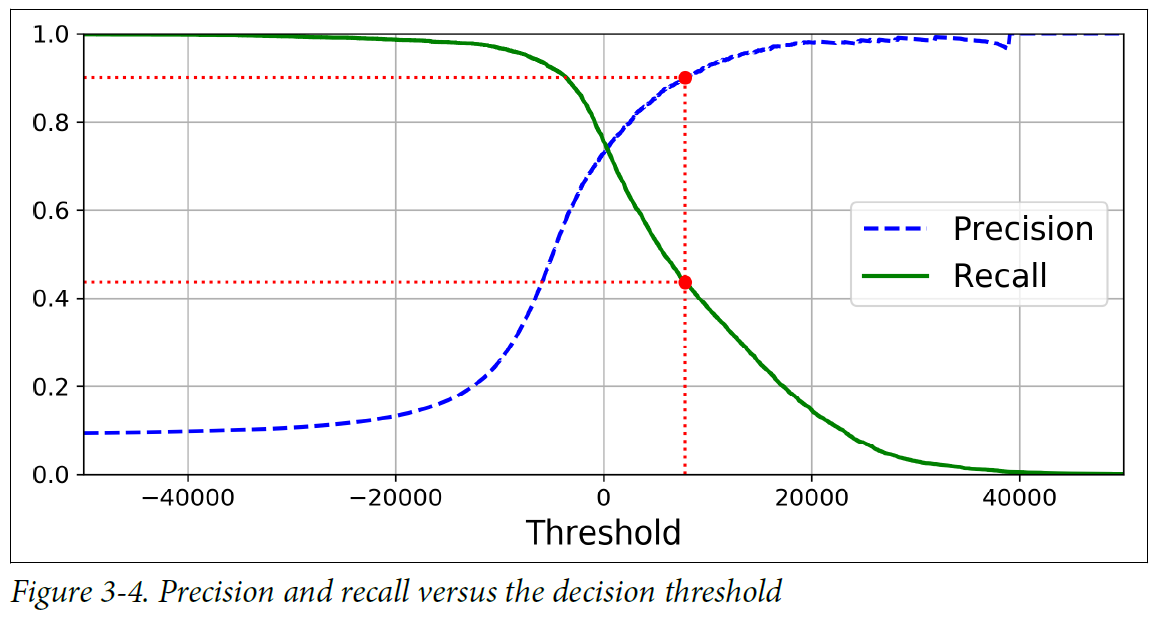 1.0
0.8
0.6
0.4
0.2
0.0
Precision
Recall
−40000 −20000 0 20000 40000
Threshold
Figure 3-4. Precision and recall versus the decision threshold